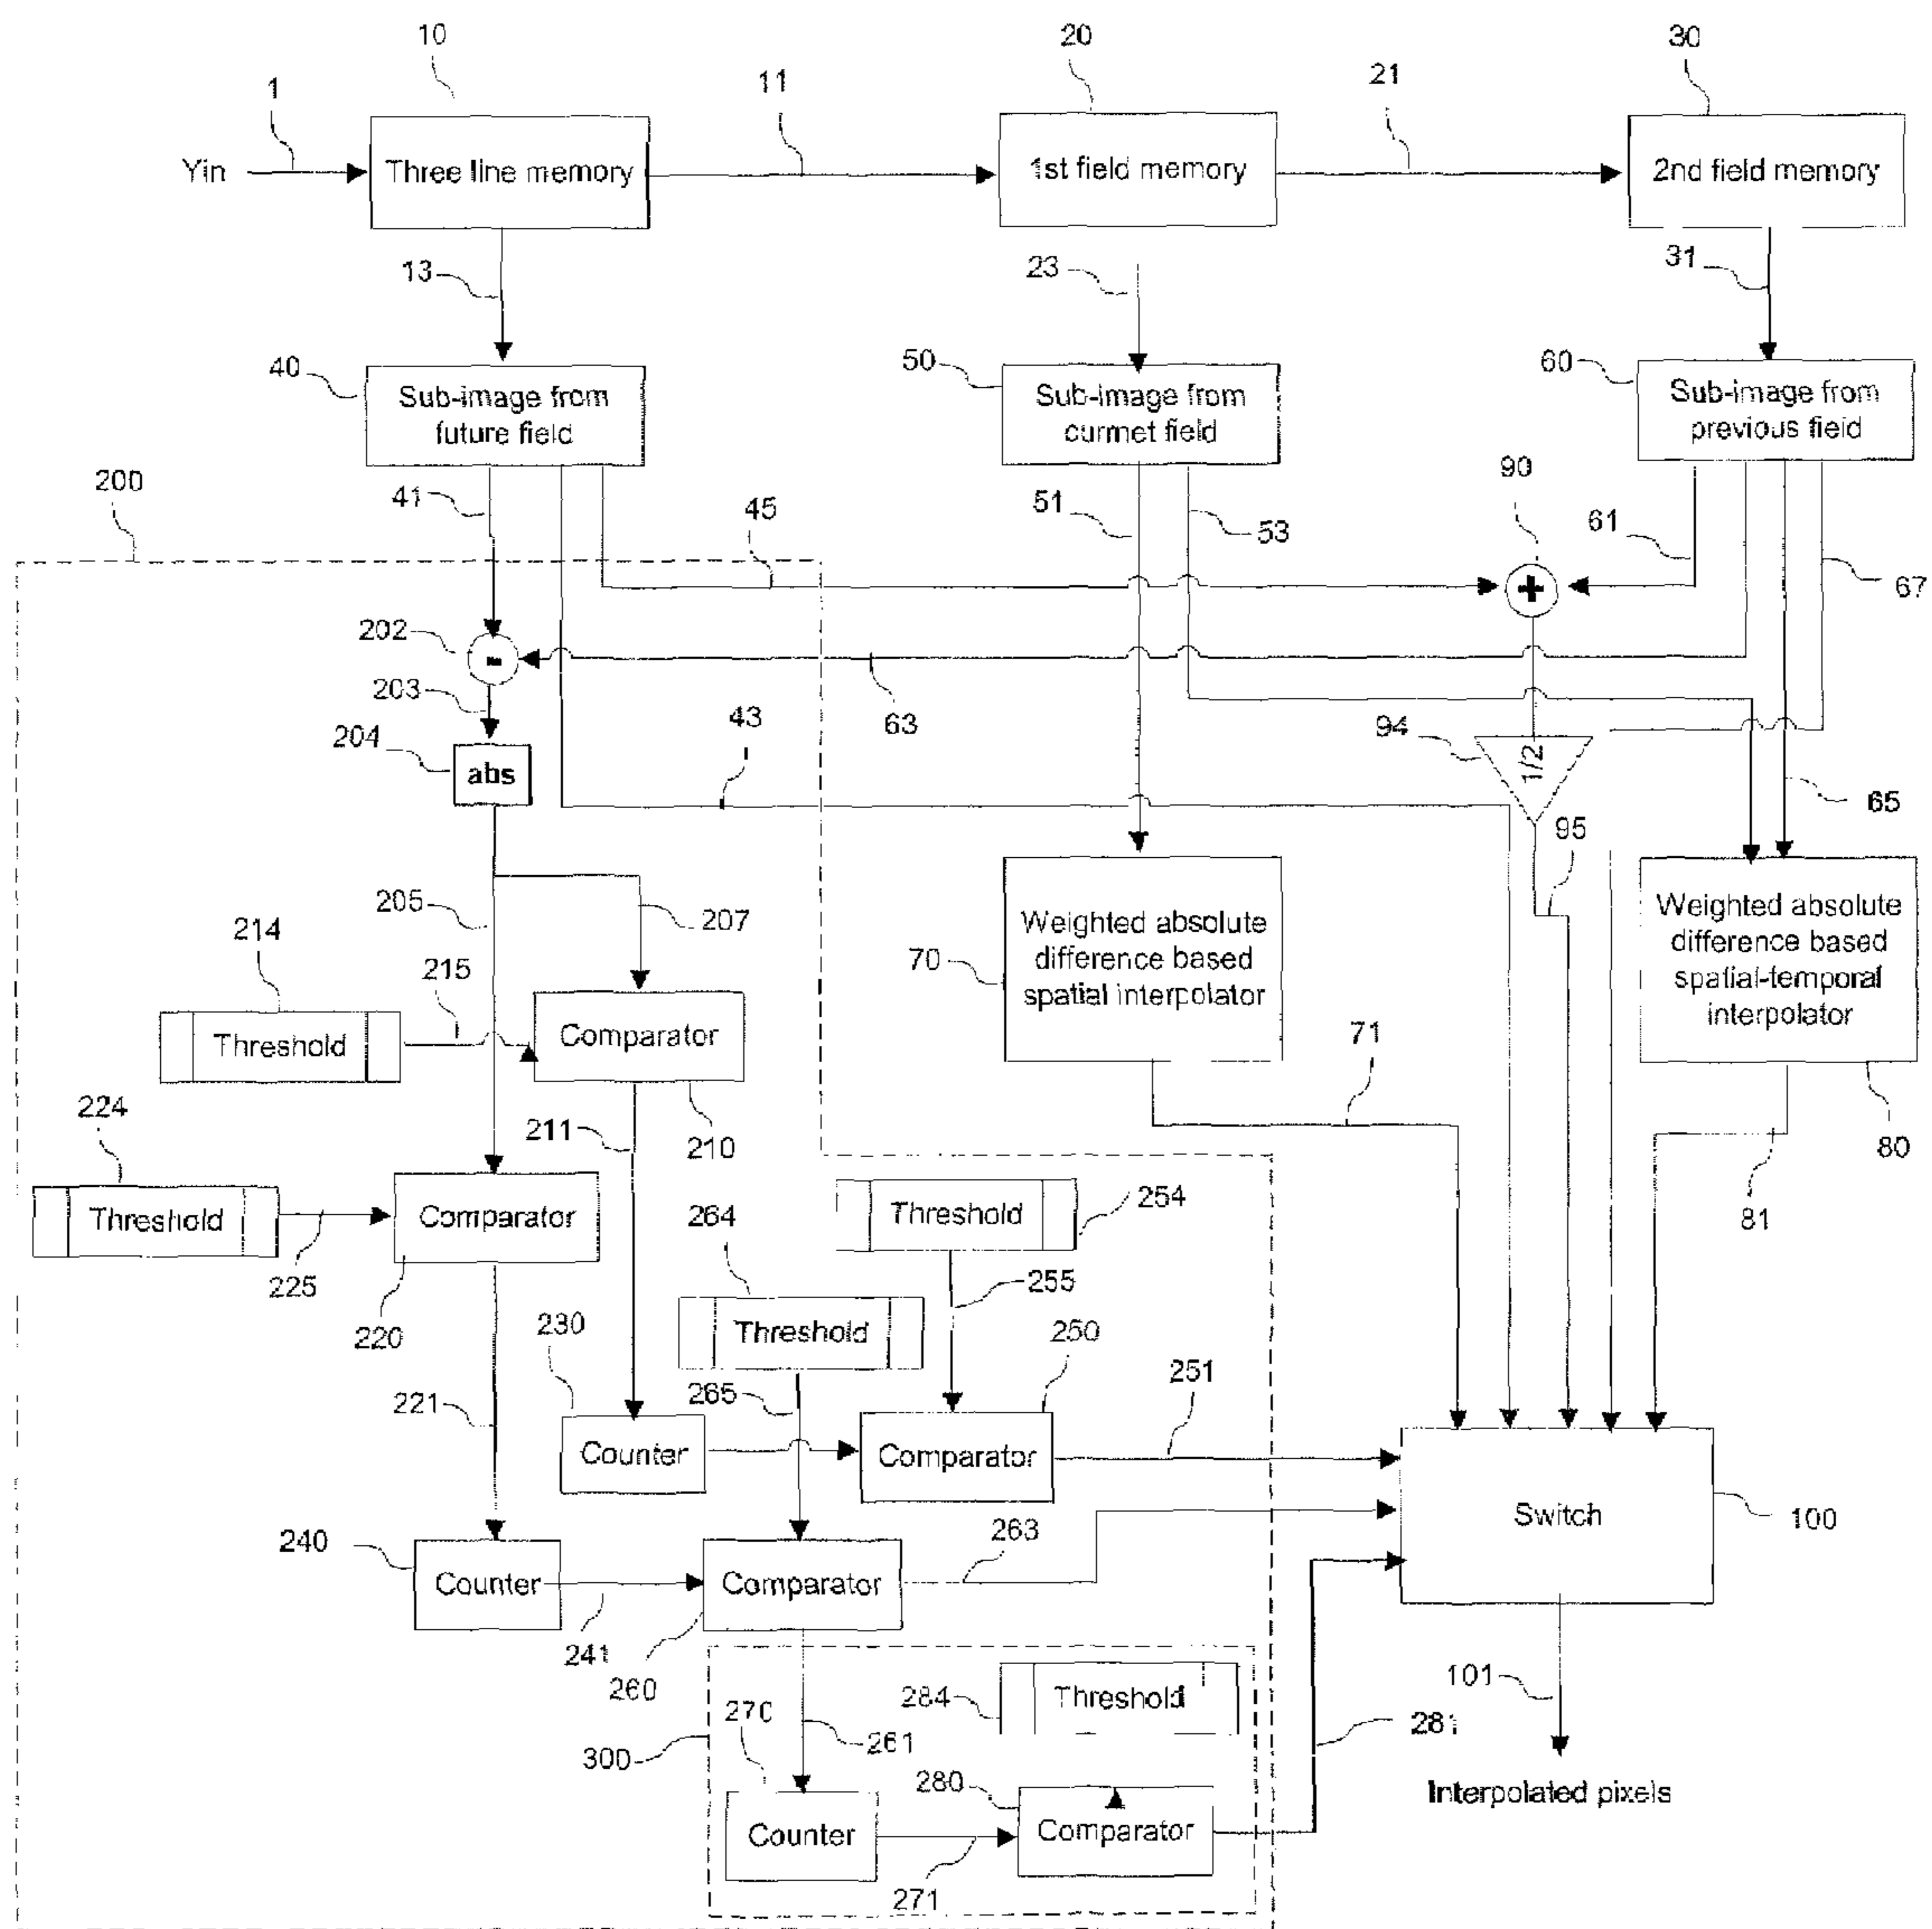 10
20
30
1
11
21
Yin
Three line memory
1st field memory
2nd field memory
13
23
31
40
50
60
Sub-image from
future field
Sub-image from
curmet field
Sub-image from
previous field
200
41
45
51
53
90
61
67
+
202
-
203
63
43
94
1/2
204
abs
65
95
205
207
214
215
70
Weighted absolute
difference based
spatial interpolator
Weighted absolute
difference based
spatial-temporal
interpolator
Threshold
Comparator
71
224
211
210
80
Threshold
Comparator
264
Threshold
254
81
225
220
230
Threshold
255
250
221
265
251
Counter
Comparator
240
263
Switch
100
Counter
Comparator
241
260
101
270
284
Threshold
300
261
281
280
Interpolated pixels
Counter
Comparator
271